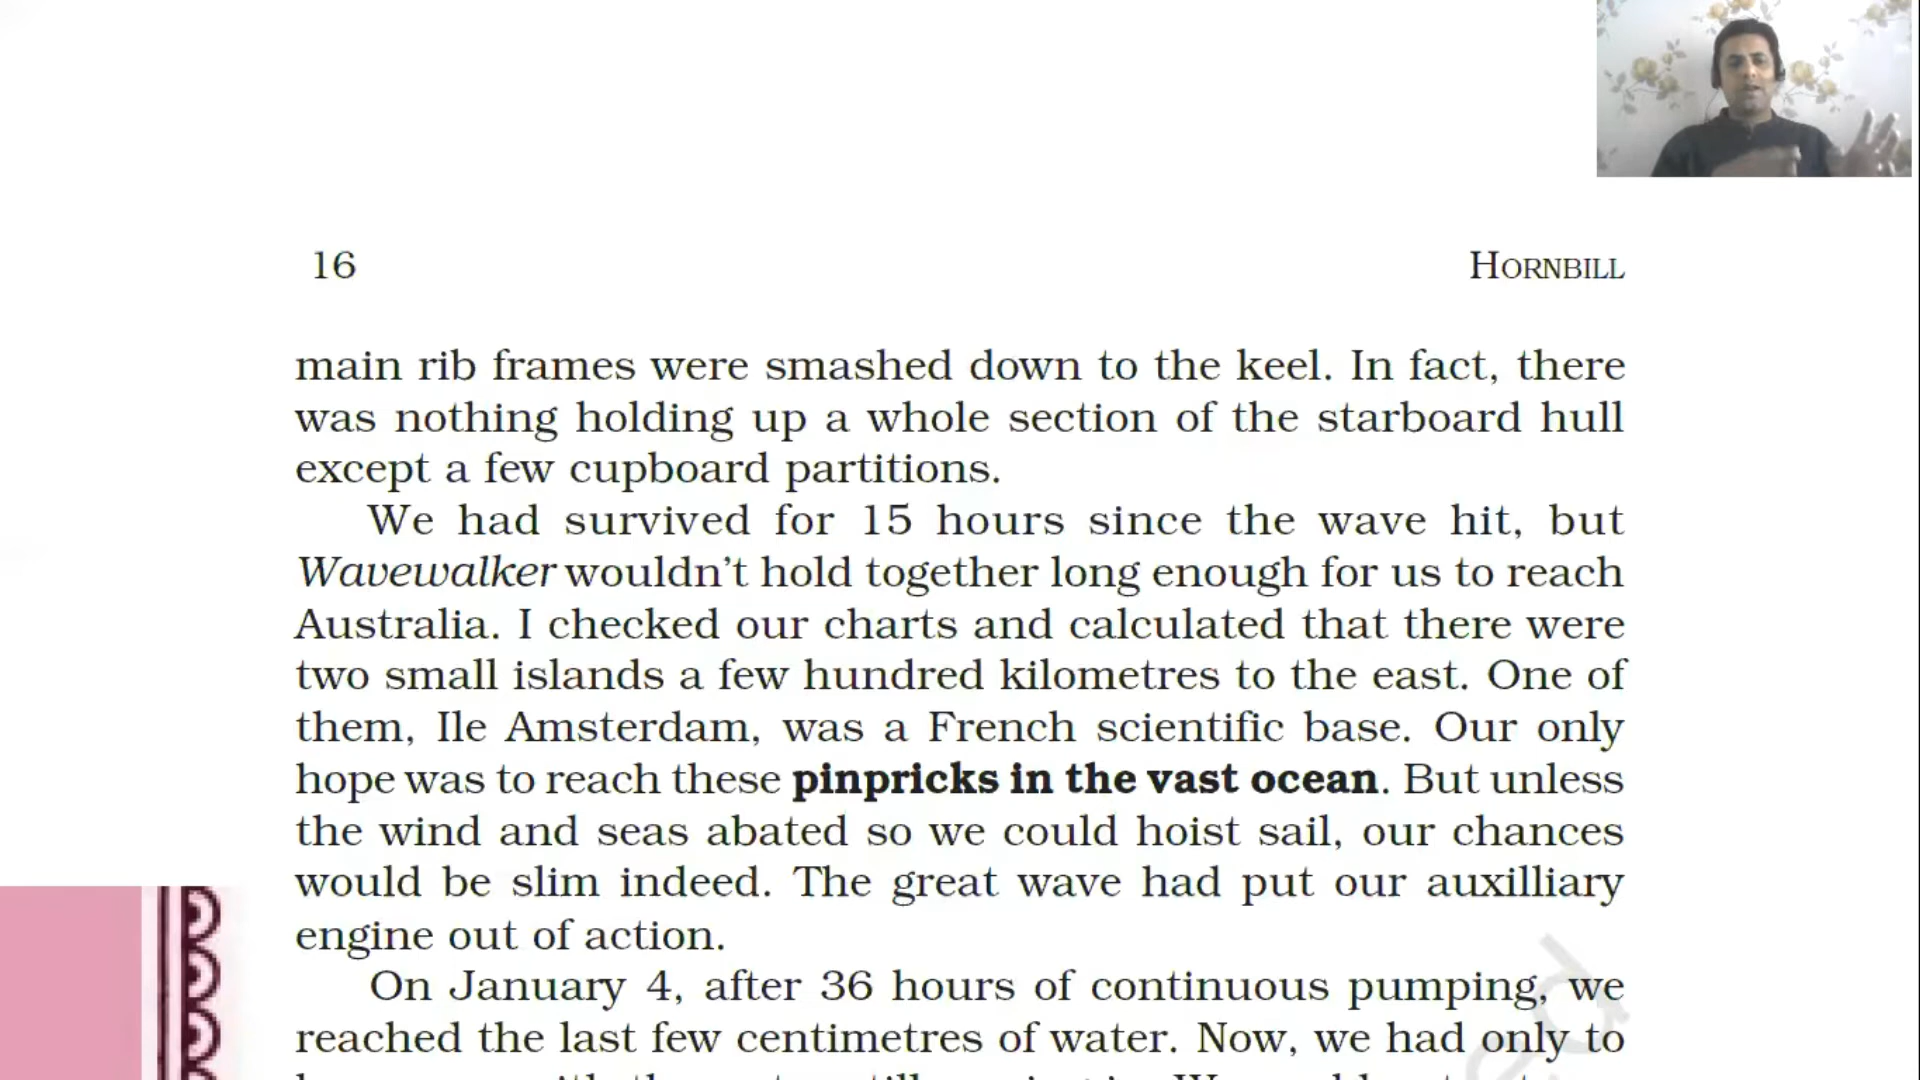 16 HORNBILL
main rib frames were smashed down to the keel. In fact, there
was nothing holding up a whole section of the starboard hull
except a few cupboard partitions.
We had survived for 15 hours since the wave hit, but
Wavewalker wouldn’t hold together long enough for us to reach
Australia. I checked our charts and calculated that there were
two small islands a few hundred kilometres to the east. One of
them, Ile Amsterdam, was a French scientific base. Our only
hope was to reach these pinpricks in the vast ocean. But unless
the wind and seas abated so we could hoist sail, our chances
would be slim indeed. The great wave had put our auxilliary
engine out of action.
On January 4, after 36 hours of continuous pumping, we
reached the last few centimetres of water. Now, we had only to